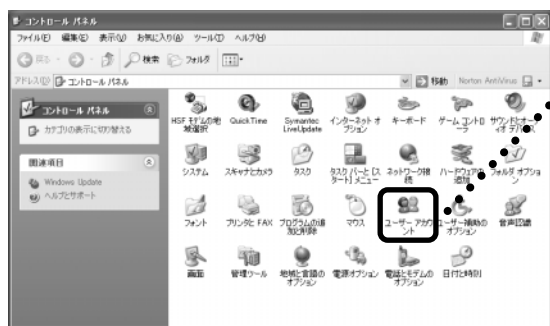 コントロール パネル
ファイル(F) 編集(E) 表示(V) お気に入り(A) ツール(T) ヘルプ(H)
戻る 検索 フォルダ
アドレス(D) コントロール パネル 移動 Norton AntiVirus
コントロール パネル
カテゴリの表示に切り替える
関連項目
Windows Update
ヘルプとサポート
HSF モデムの地
域選択
QuickTime
Symantec
LiveUpdate
インターネット オ
プション
キーボード
ゲーム コントロ
ーラ
サウンドとオーデ
ィオ デバイス
システム
スキャナとカメラ
タスク
タスク バーと [ス
タート] メニュー
ネットワーク接
続
ハードウェアの
追加
フォルダ オプショ
ン
フォント
プリンタと FAX
プログラムの追
加と削除
マウス
ユーザー アカウ
ント
ユーザー補助の
オプション
音声認識
画面
管理ツール
地域と言語の
オプション
電源オプション
電話とモデムの
オプション
日付と時刻